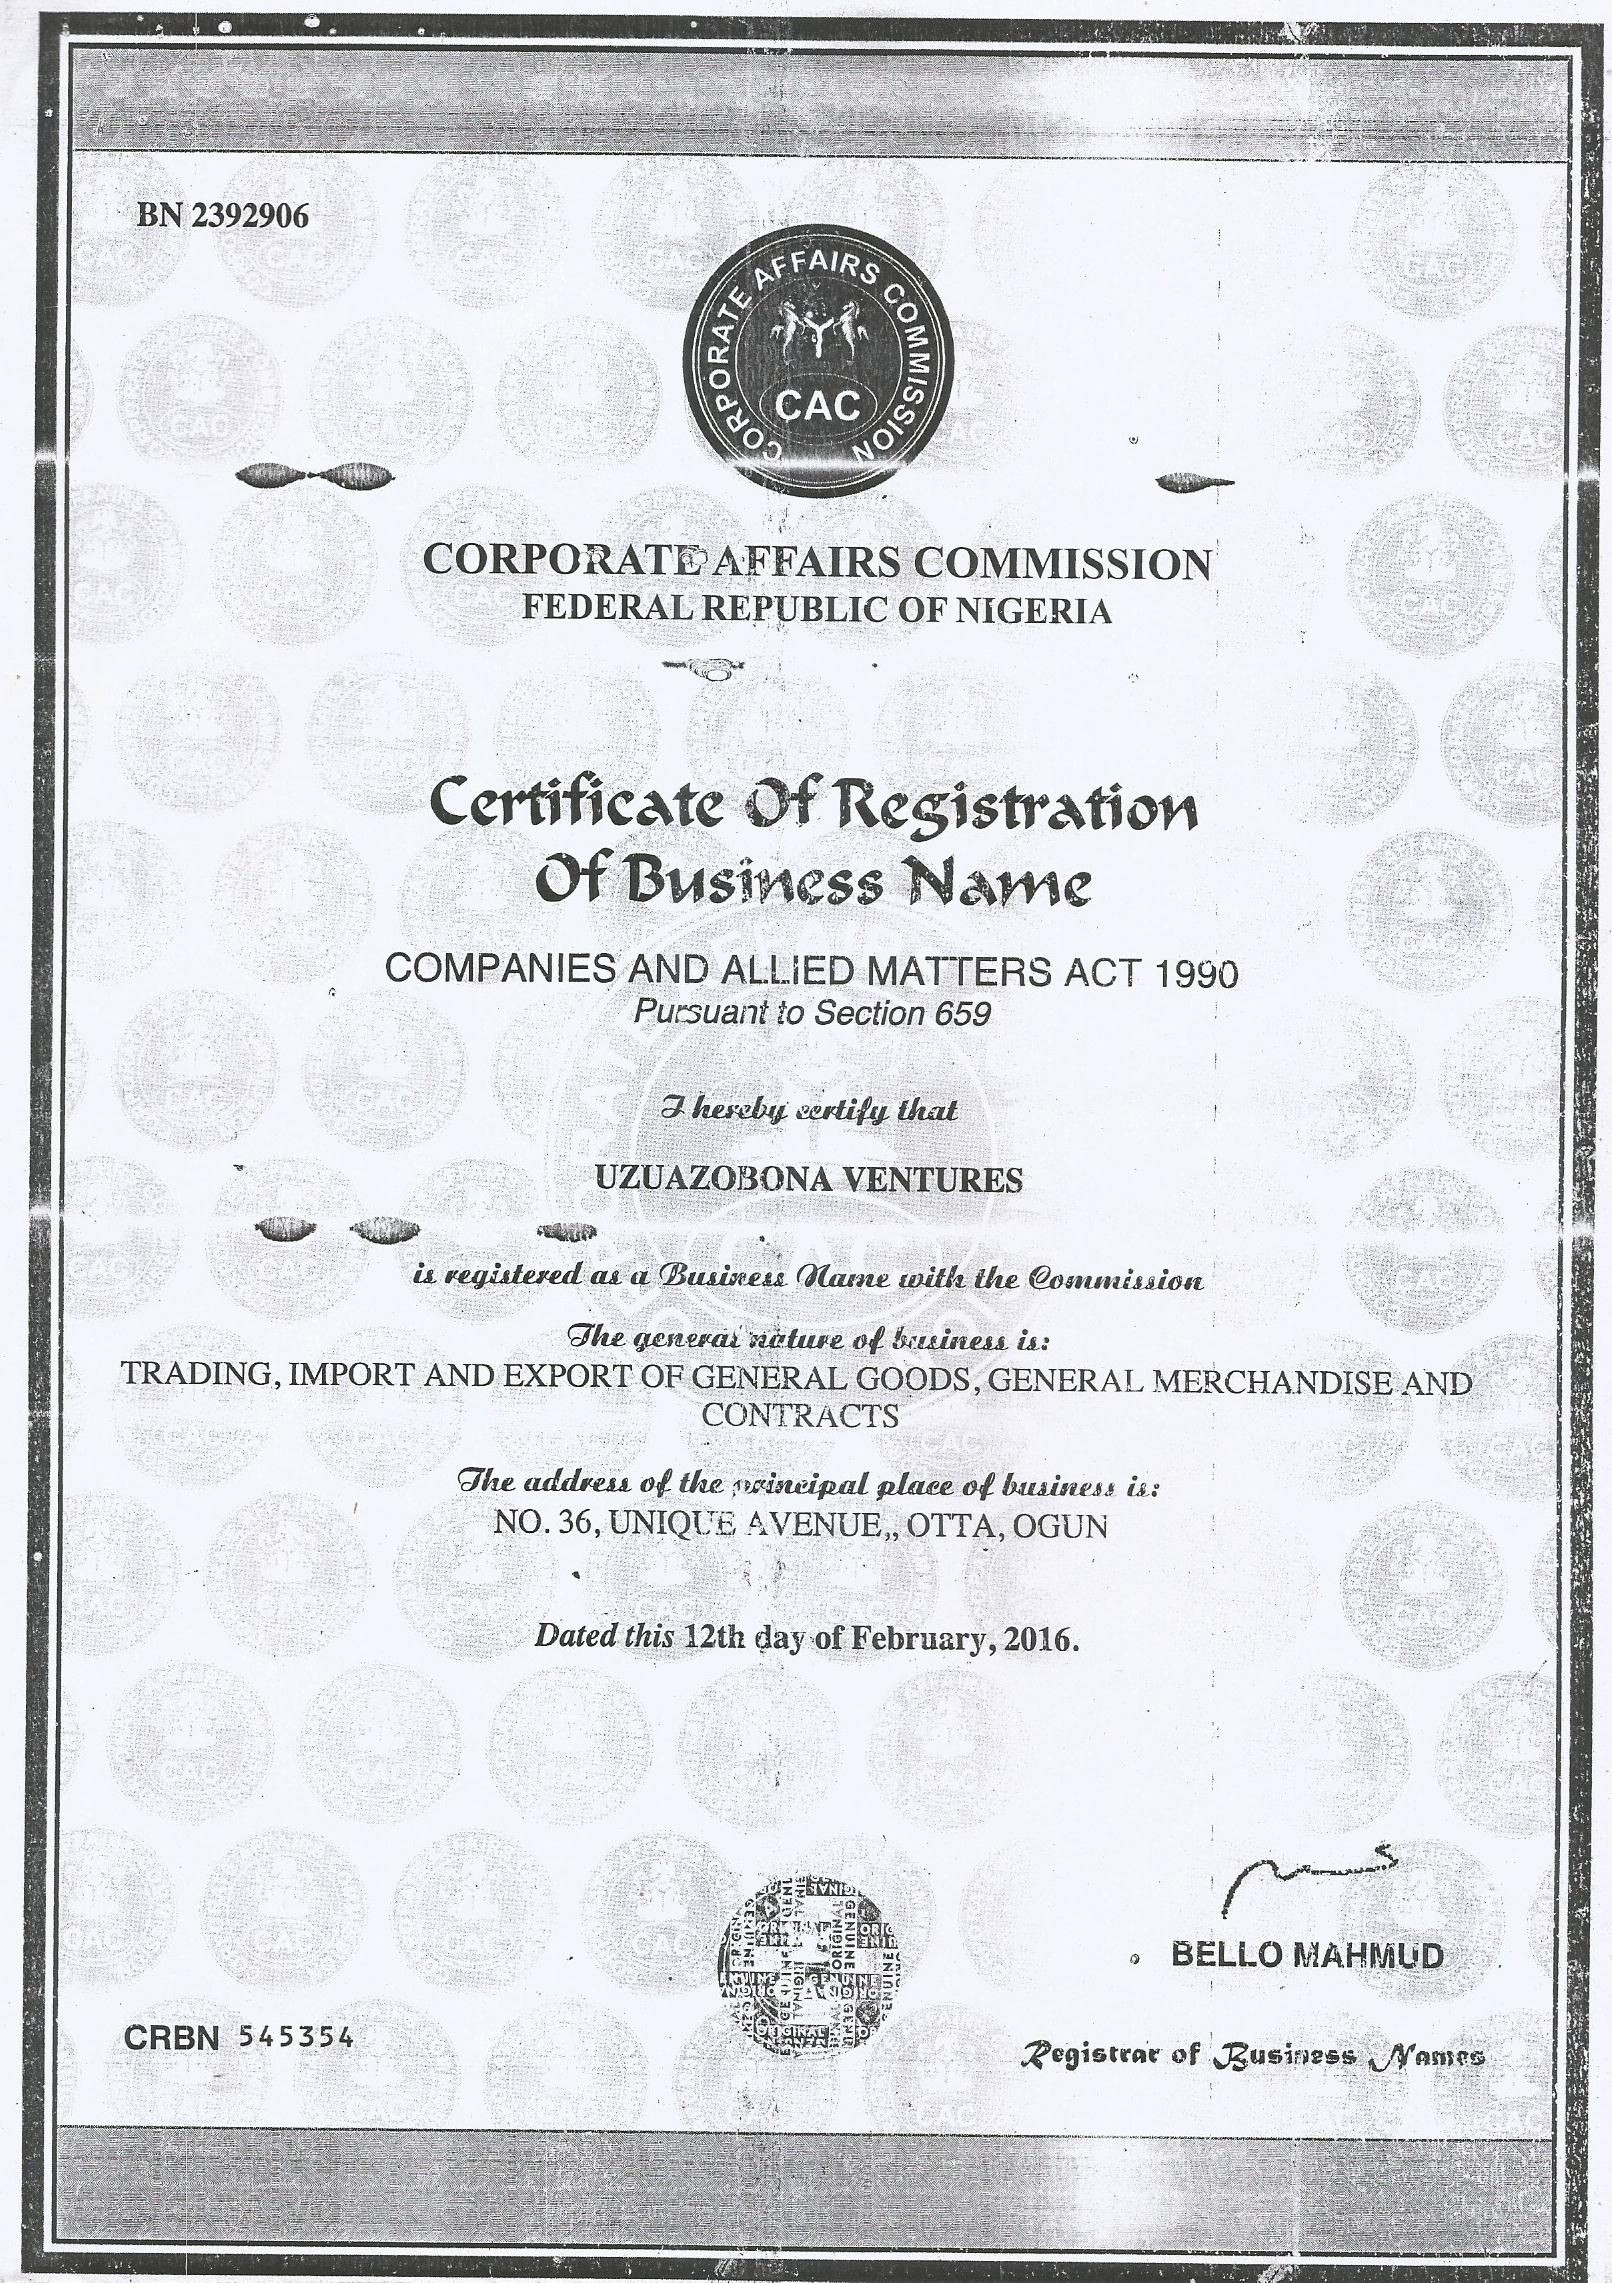 BN 2392906
CORPORATE AFFAIRS COMMISSION
CAC
CORPORATE AFFAIRS COMMISSION
FEDERAL REPUBLIC OF NIGERIA
Certificate Of Registration
Of Business Name
COMPANIES AND ALLIED MATTERS ACT 1990
Pursuant to Section 659
I hereby certify that
UZUAZOBONA VENTURES
is registered as a Business Name with the Commission
The general nature of business is:
TRADING, IMPORT AND EXPORT OF GENERAL GOODS, GENERAL MERCHANDISE AND
CONTRACTS
The address of the principal place of business is:
NO. 36, UNIQUE AVENUE,, OTTA, OGUN
Dated this 12th day of February, 2016.
ORIGINAL
GENUINE
CAC
BELLO MAHMUD
CRBN 545354
Registrar of Business Names